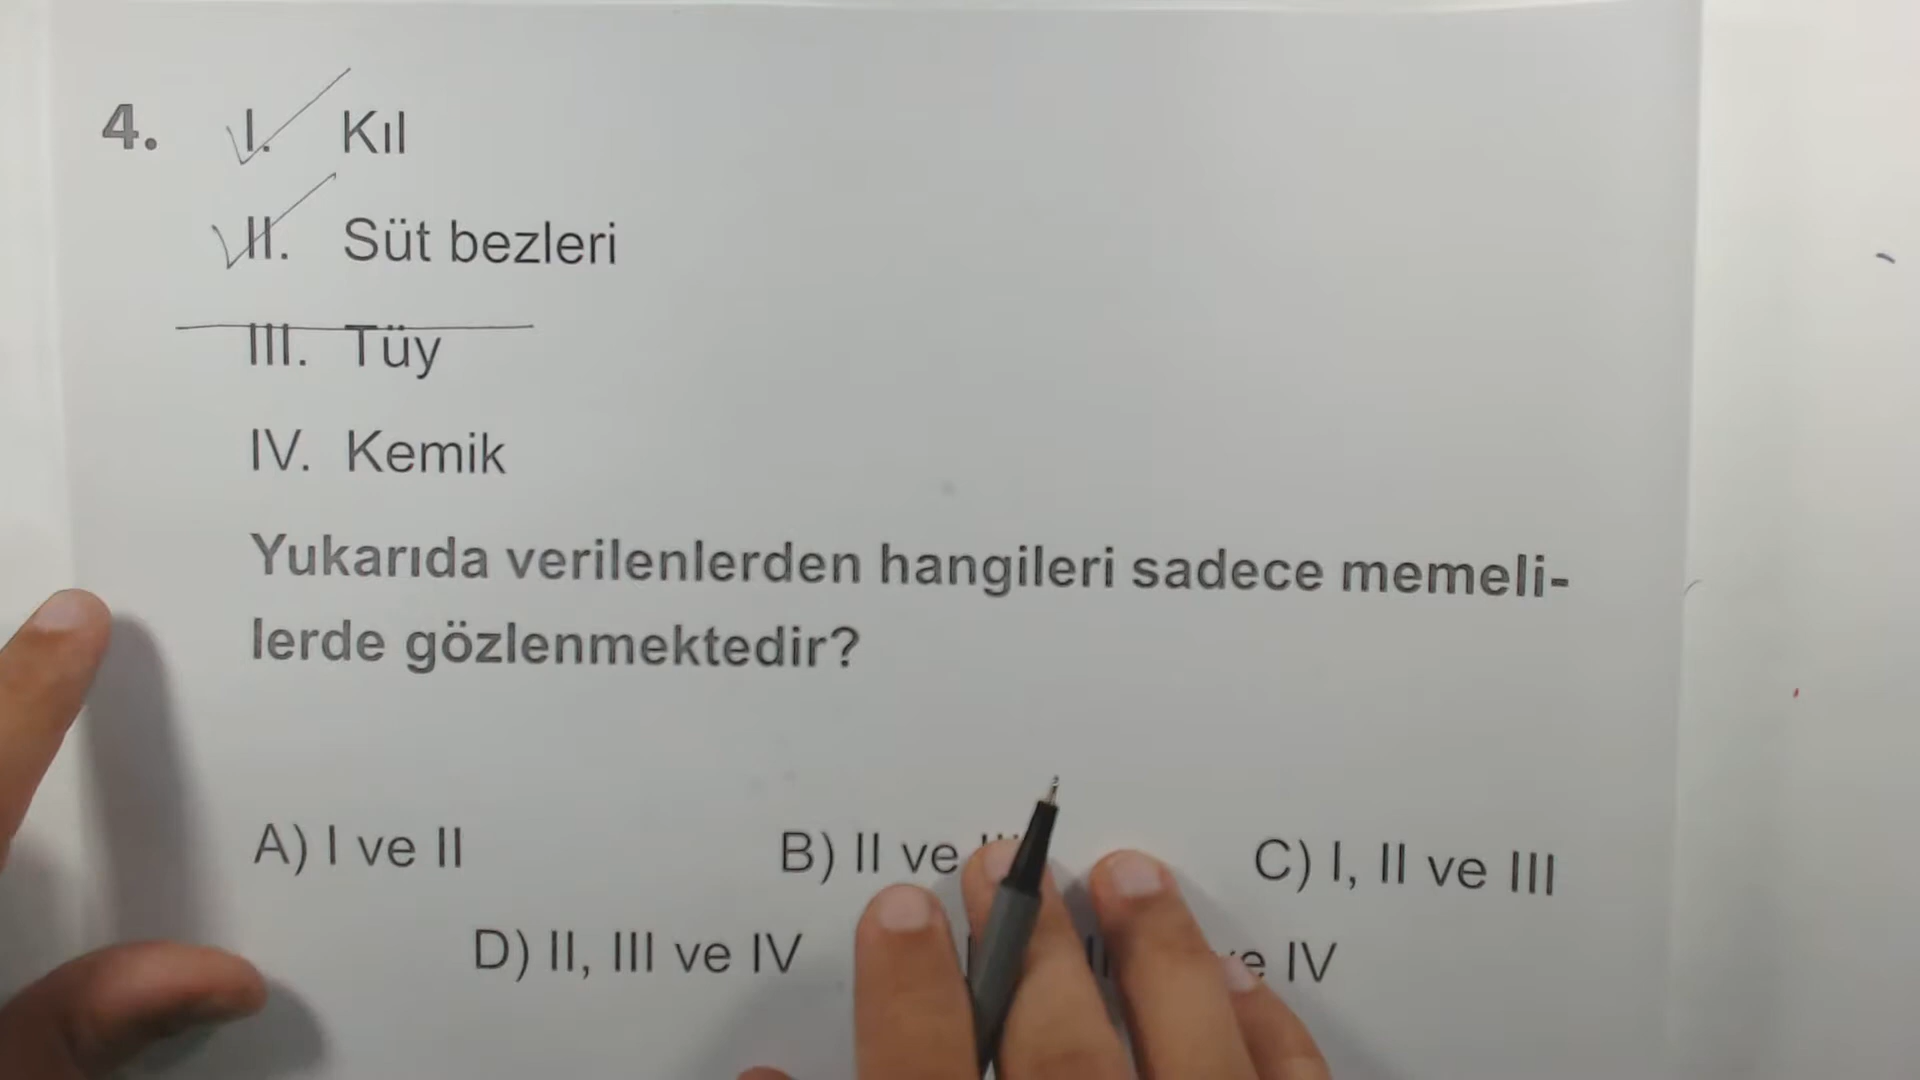 4. I. Kıl
II. Süt bezleri
III. Tüy
IV. Kemik
Yukarıda verilenlerden hangileri sadece memeli-
lerde gözlenmektedir?
A) I ve II B) II ve C) I, II ve III
D) II, III ve IV IV